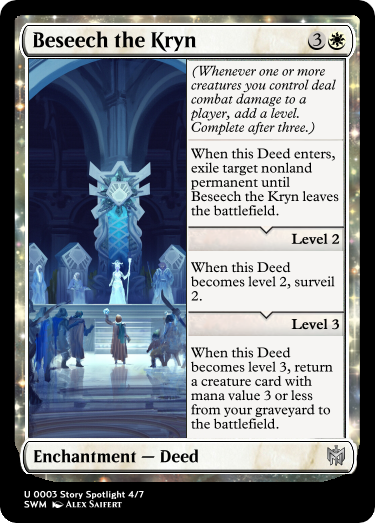 Beseech the Kryn 3
(Whenever one or more
creatures you control deal
combat damage to a
player, add a level.
Complete after three.)
When this Deed enters,
exile target nonland
permanent until
Beseech the Kryn leaves
the battlefield.
Level 2
When this Deed
becomes level 2, surveil
2.
Level 3
When this Deed
becomes level 3, return
a creature card with
mana value 3 or less
from your graveyard to
the battlefield.
Enchantment — Deed
U 0003 Story Spotlight 4/7
SWM Alex Saifert